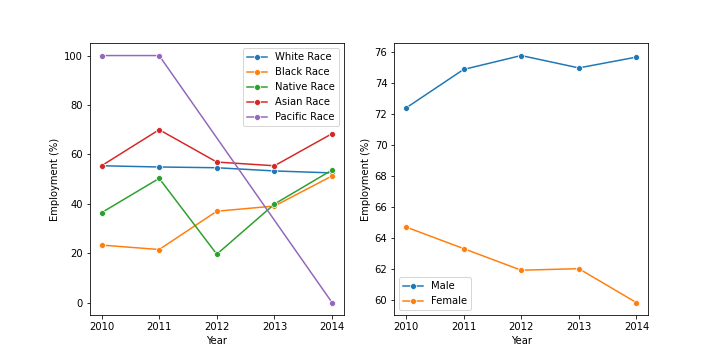 100
80
60
40
20
0
Employment (%)
White Race
Black Race
Native Race
Asian Race
Pacific Race
2010 2011 2012 2013 2014
Year
76
74
72
70
68
66
64
62
60
Employment (%)
Male
Female
2010 2011 2012 2013 2014
Year